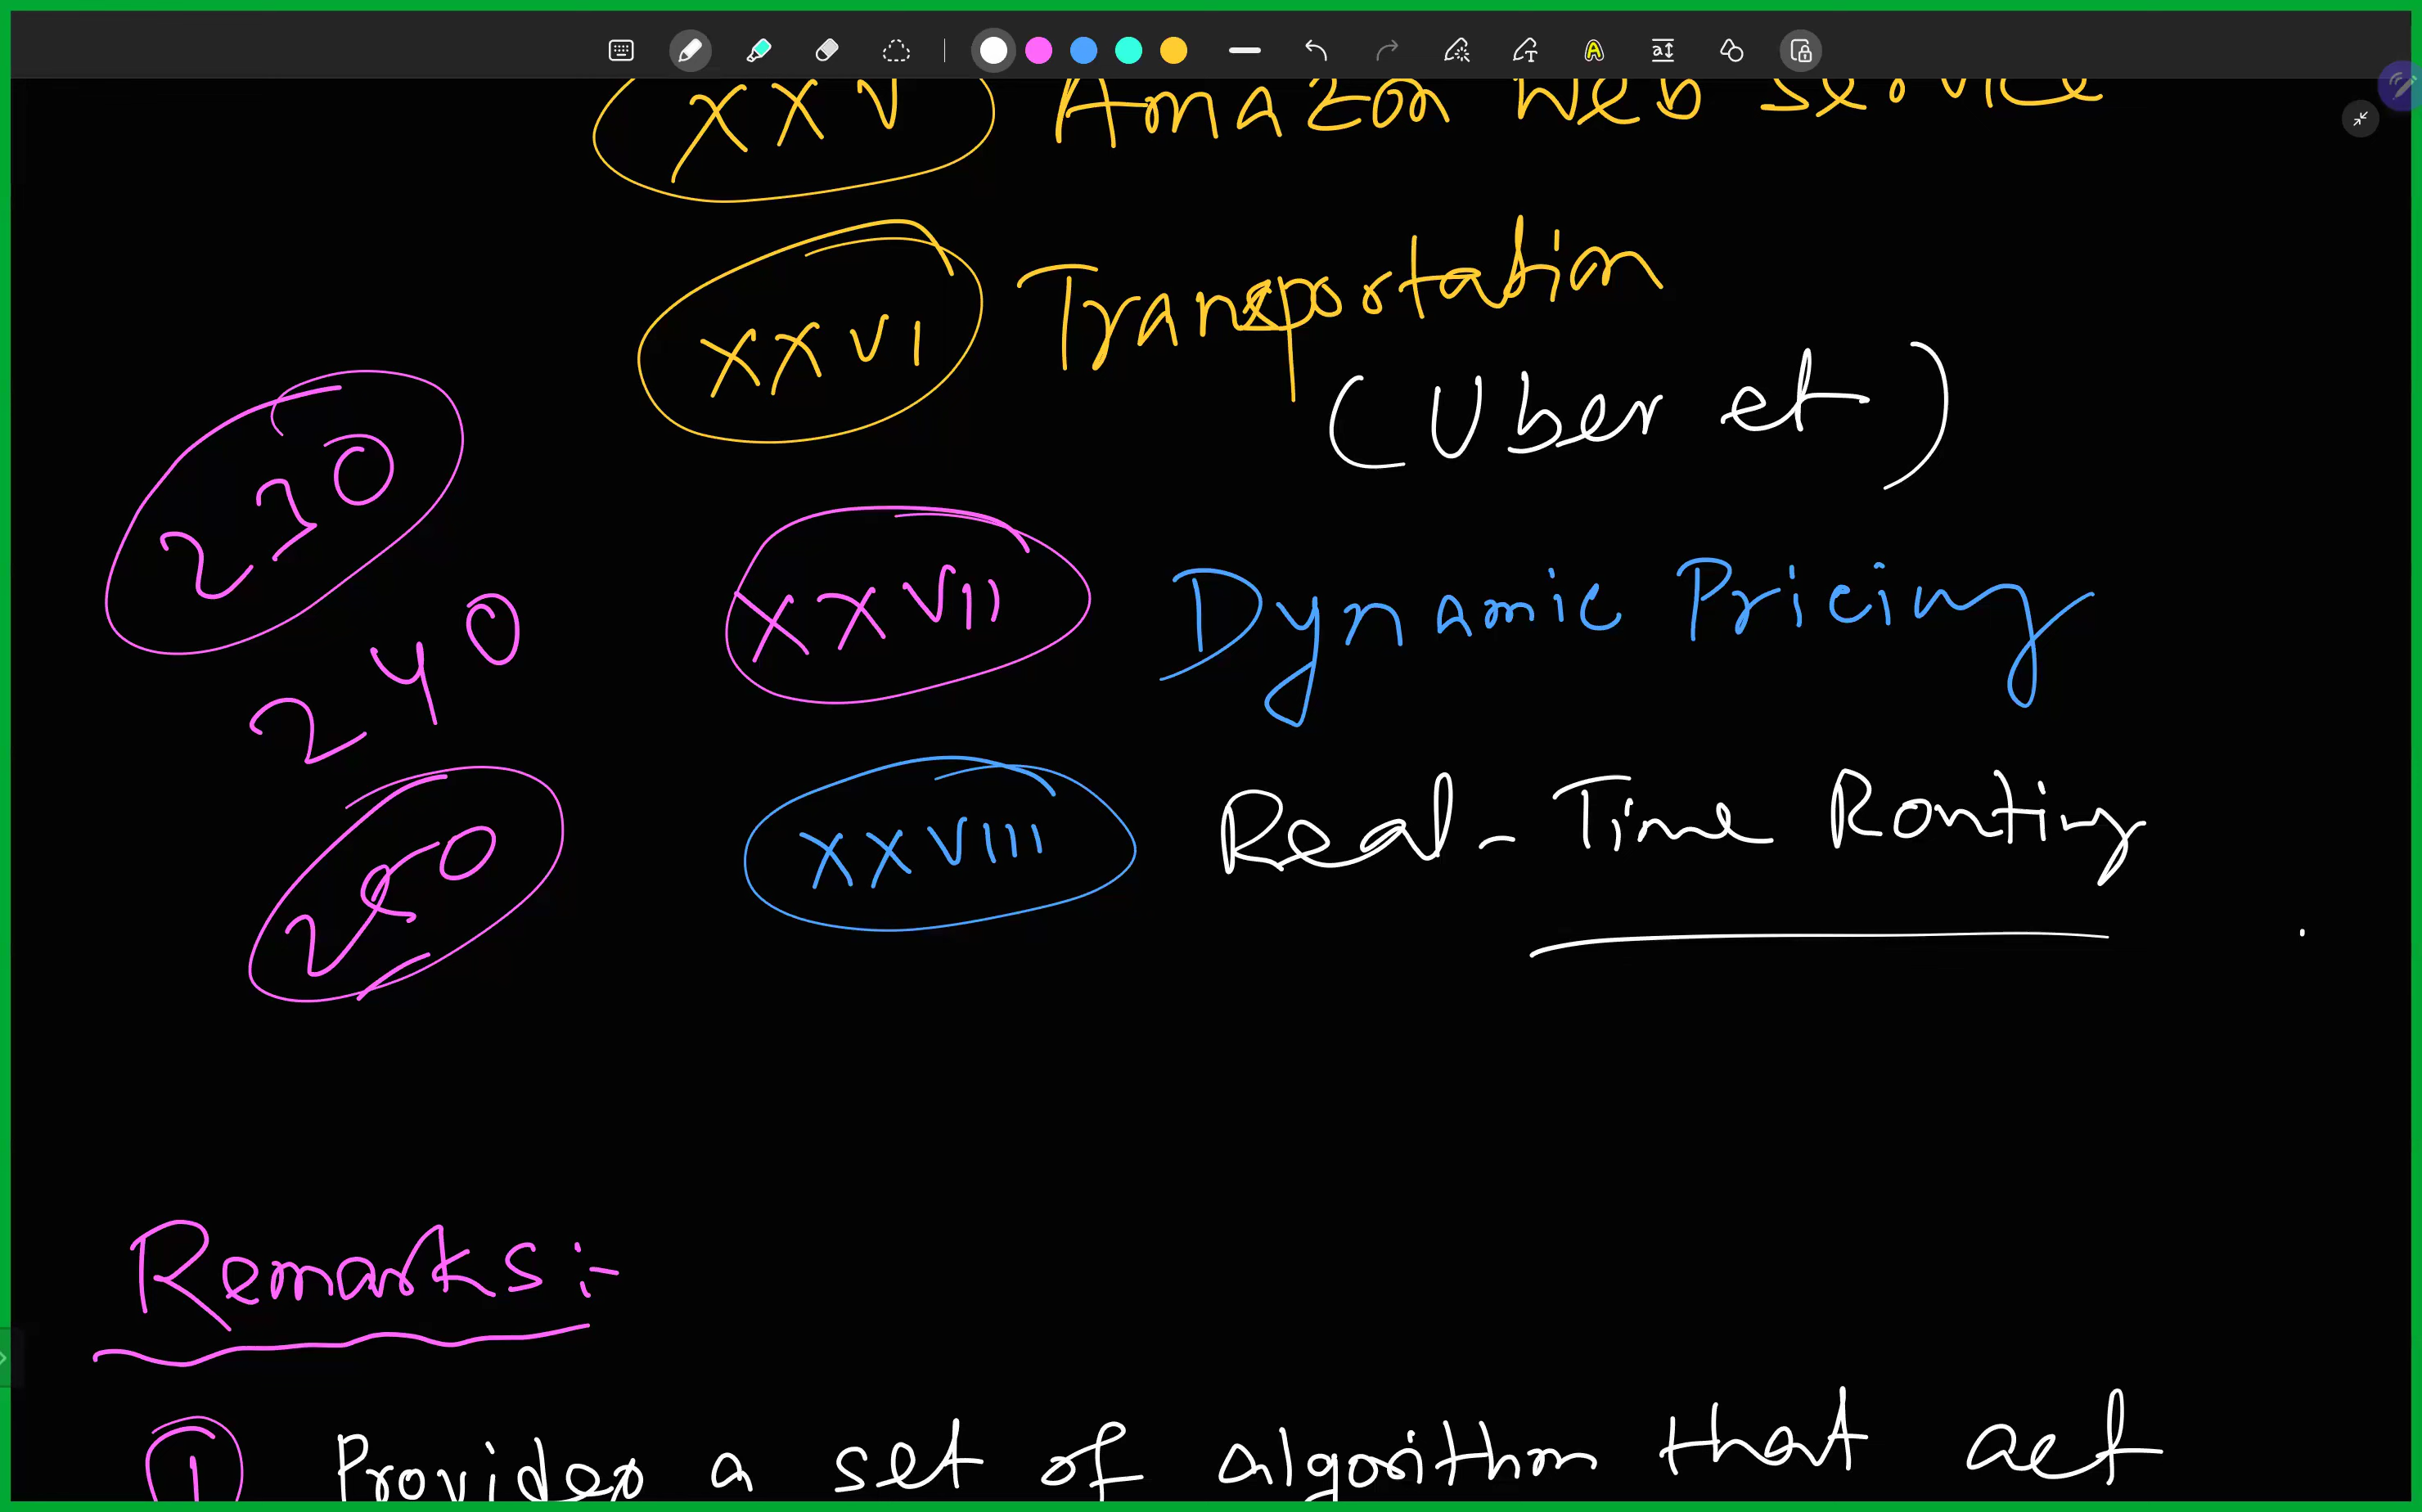 XXV Amazon Web Service
XXVI Transportation
(Uber et)
230
XXVII Dynamic Pricing
240
XXVIII Real-Time Routing
250
Remarks:-
1 Provides a set of algorithm that act